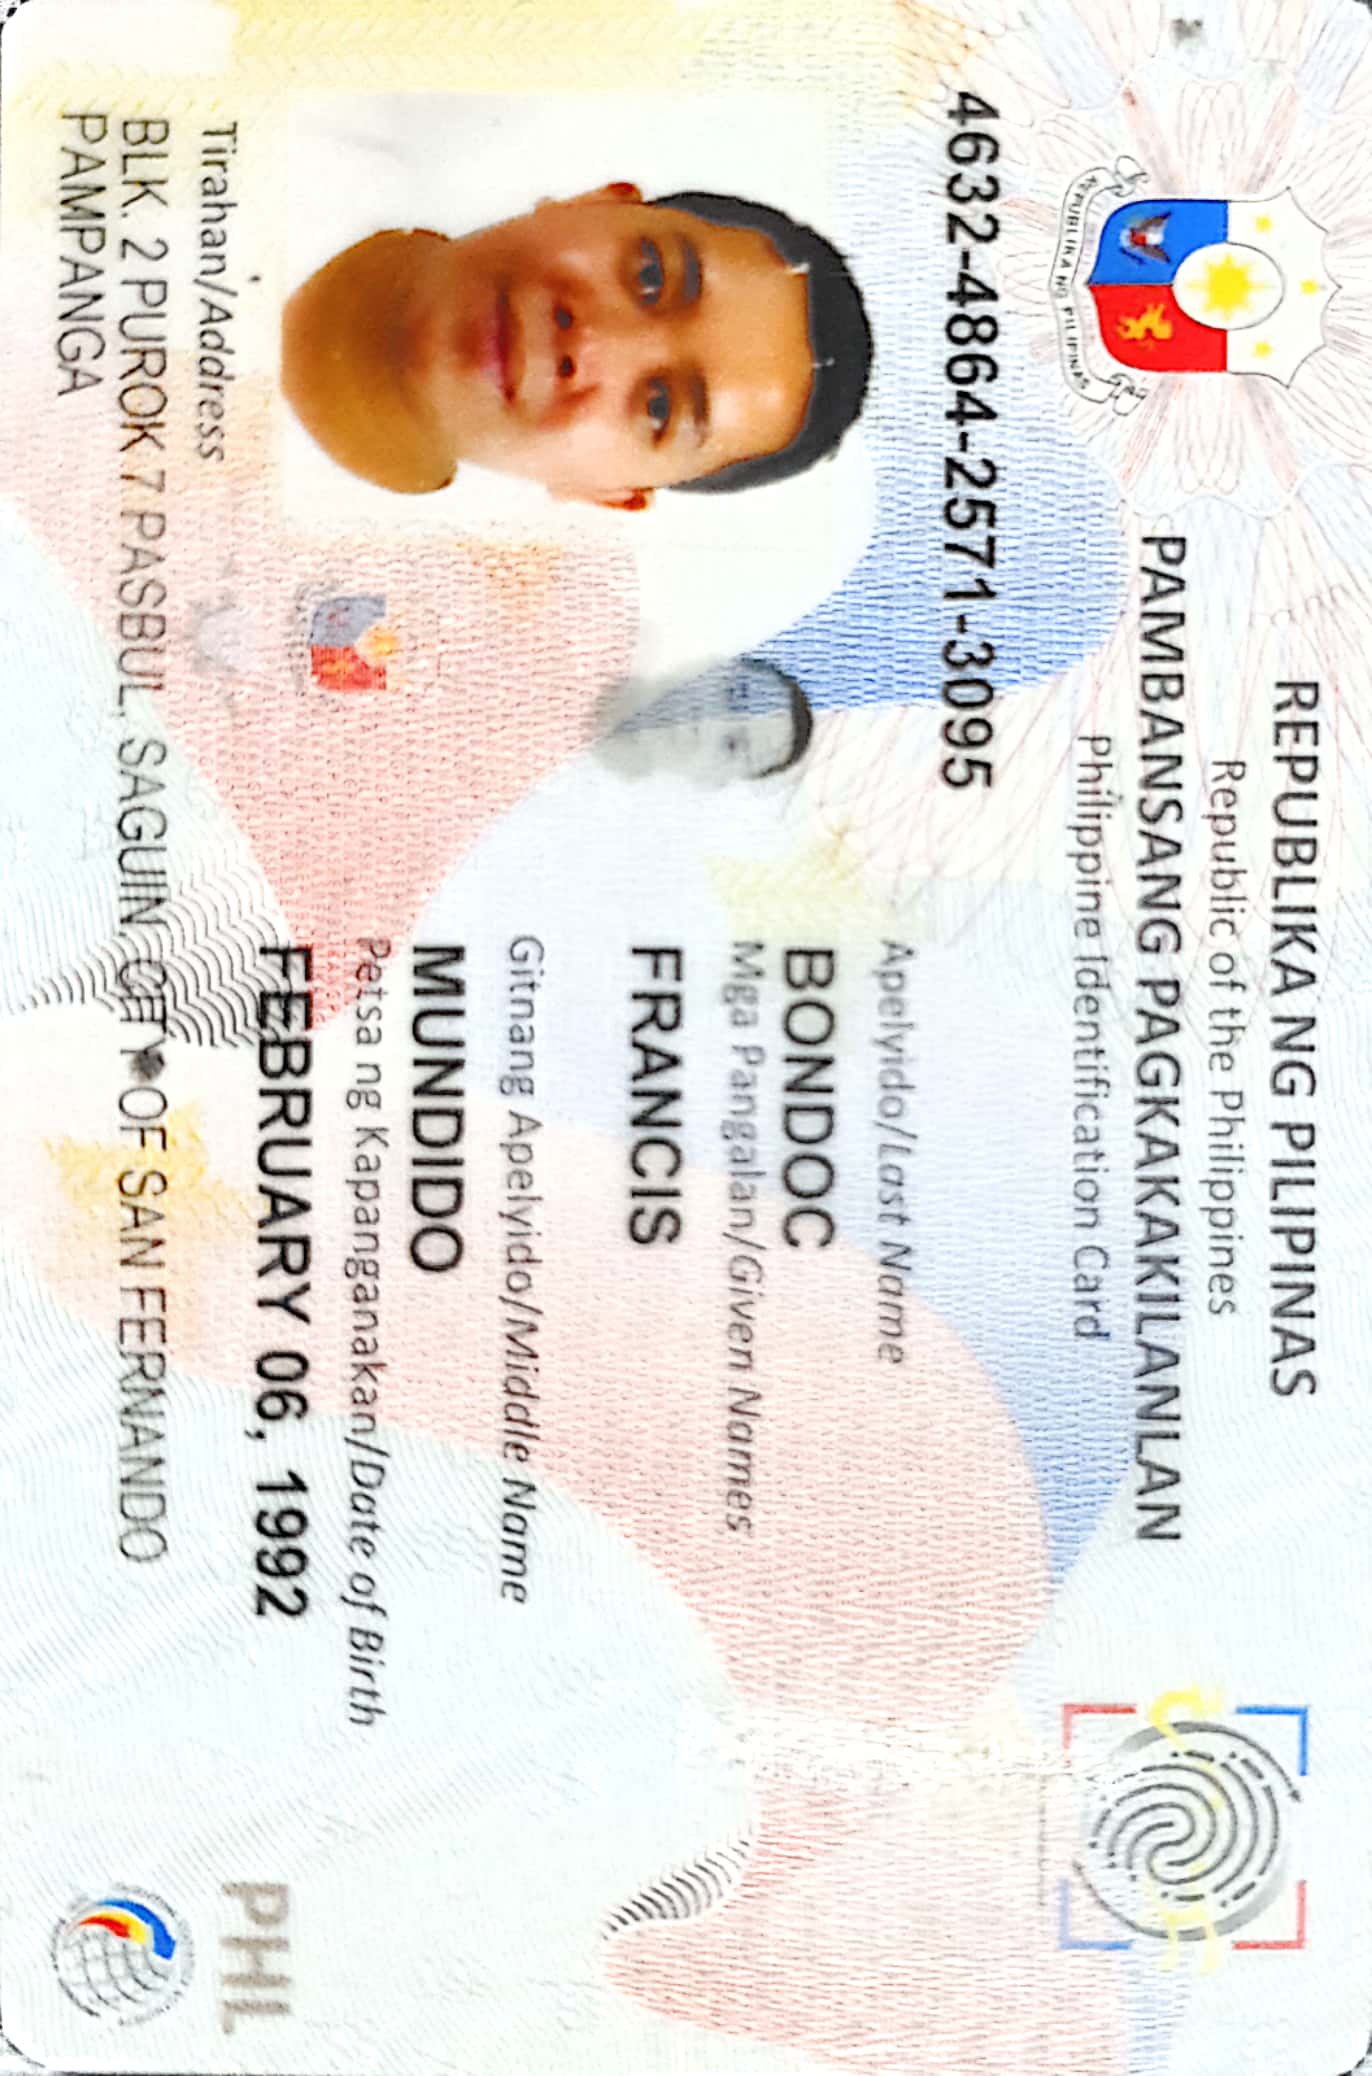 REPUBLIKA NG PILIPINAS
Republic of the Philippines
PAMBANSANG PAGKAKAKILANLAN
Philippine Identification Card
REPUBLIKA NG PILIPINAS
4632-4864-2571-3095
Apelyido/Last Name
BONDOC
Mga Pangalan/Given Names
FRANCIS
Gitnang Apelyido/Middle Name
MUNDIDO
Petsa ng Kapanganakan/Date of Birth
FEBRUARY 06, 1992
Tirahan/Address
BLK. 2 PUROK 7 PASBUL, SAGUIN, CITY OF SAN FERNANDO
PAMPANGA
PHL